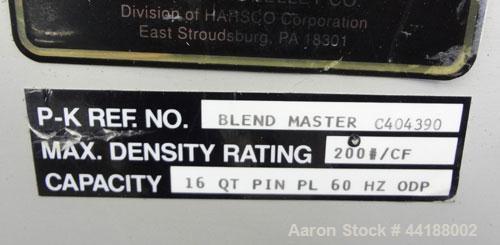 Division of HARSCO Corporation
East Stroudsburg, PA 18301
P-K REF. NO. BLEND MASTER C404390
MAX. DENSITY RATING 200#/CF
CAPACITY 16 QT PIN PL 60 HZ ODP
Aaron Stock # 44188002